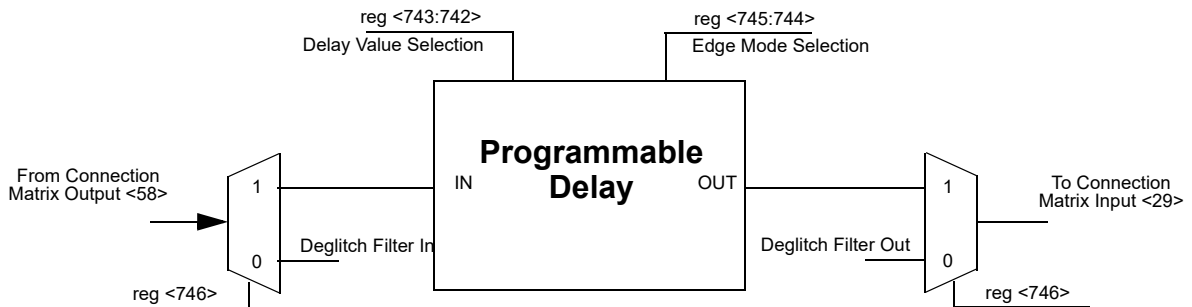 reg <743:742>
Delay Value Selection
reg <745:744>
Edge Mode Selection
Programmable
Delay
IN
OUT
From Connection
Matrix Output <58>
1
0
Deglitch Filter In
reg <746>
1
0
Deglitch Filter Out
To Connection
Matrix Input <29>
reg <746>